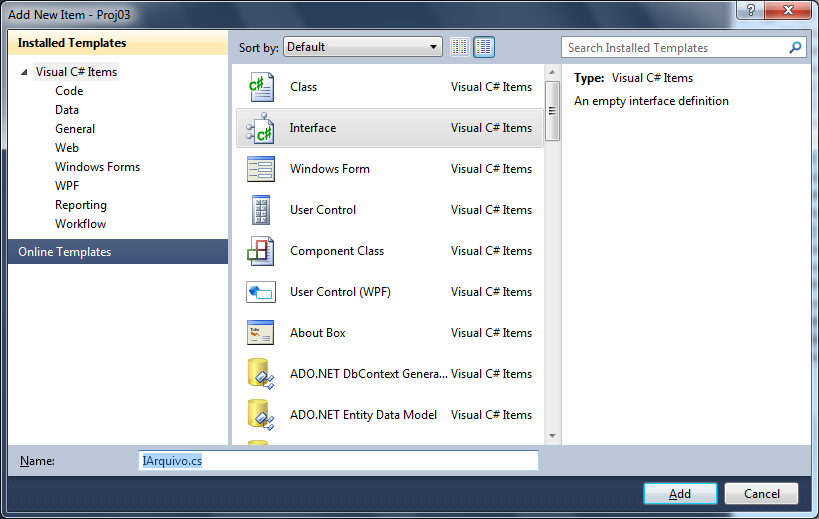 Add New Item - Proj03
Installed Templates
Visual C# Items
Code
Data
General
Web
Windows Forms
WPF
Reporting
Workflow
Online Templates
Sort by: Default
Search Installed Templates
Class Visual C# Items
Interface Visual C# Items
Windows Form Visual C# Items
User Control Visual C# Items
Component Class Visual C# Items
User Control (WPF) Visual C# Items
About Box Visual C# Items
ADO.NET DbContext Genera... Visual C# Items
ADO.NET Entity Data Model Visual C# Items
Type: Visual C# Items
An empty interface definition
Name: IArquivo.cs
Add Cancel